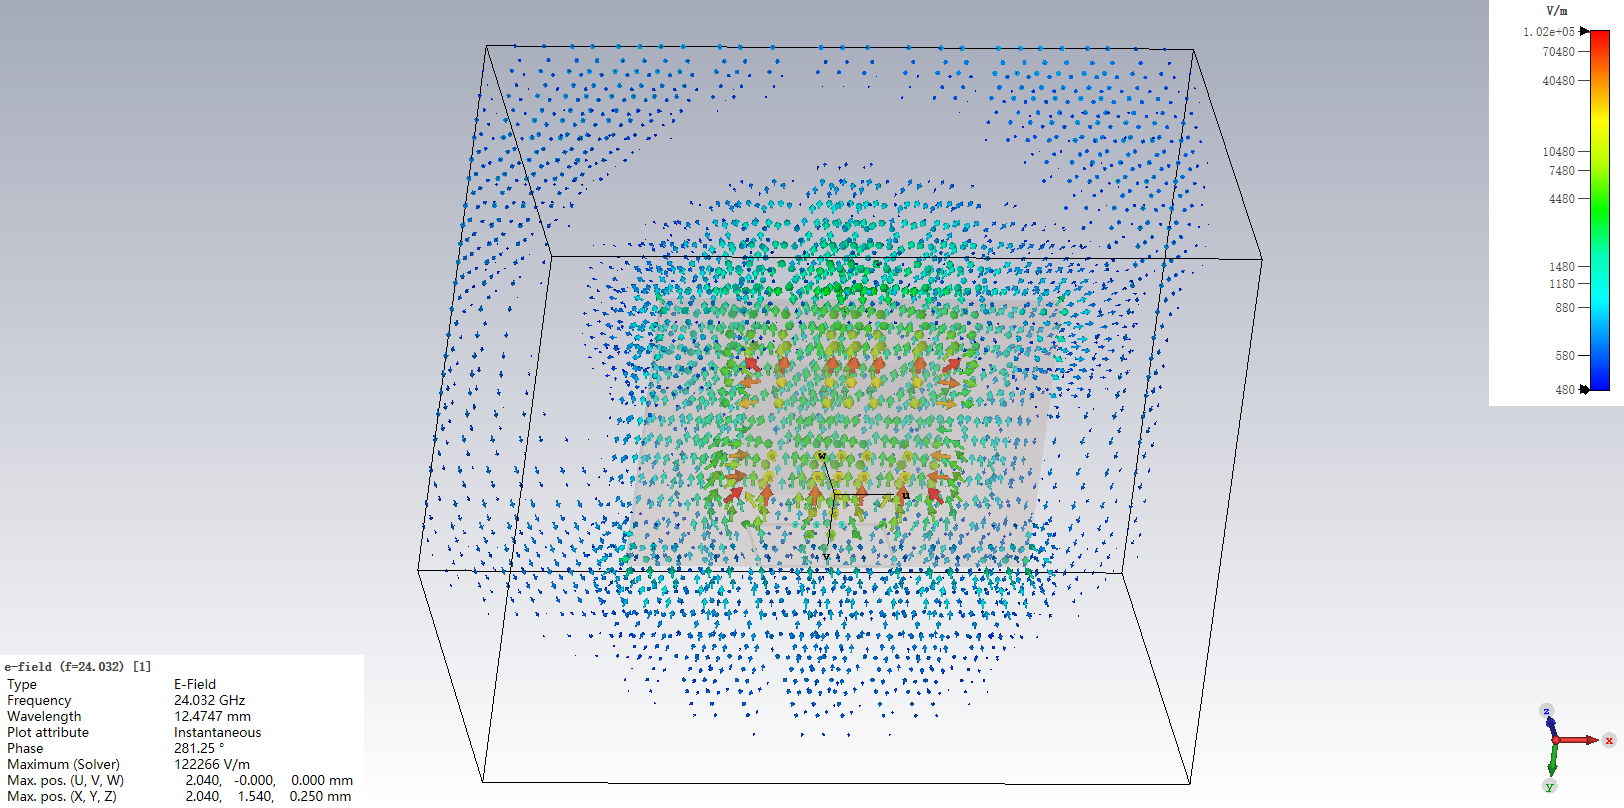 V/m
1.02e+05
70480
40480
10480
7480
4480
1480
1180
880
580
480
w
u
v
e-field (f=24.032) [1]
Type E-Field
Frequency 24.032 GHz
Wavelength 12.4747 mm
Plot attribute Instantaneous
Phase 281.25 °
Maximum (Solver) 122266 V/m
Max. pos. (U, V, W) 2.040, -0.000, 0.000 mm
Max. pos. (X, Y, Z) 2.040, 1.540, 0.250 mm
z
x
y